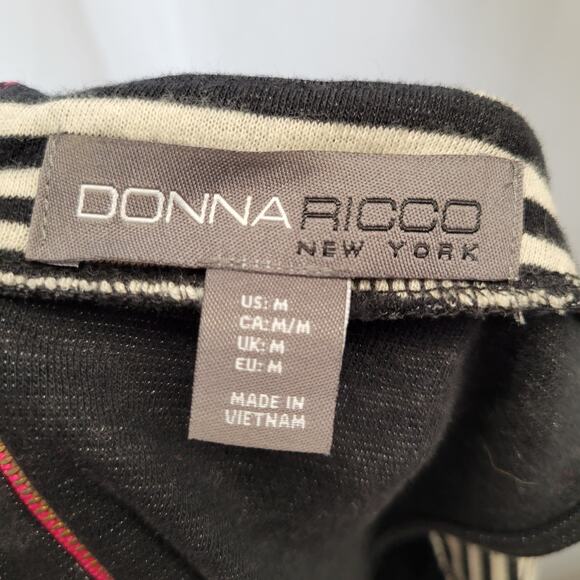 DONNA RICCO
NEW YORK
US: M
CA: M/M
UK: M
EU: M
MADE IN
VIETNAM